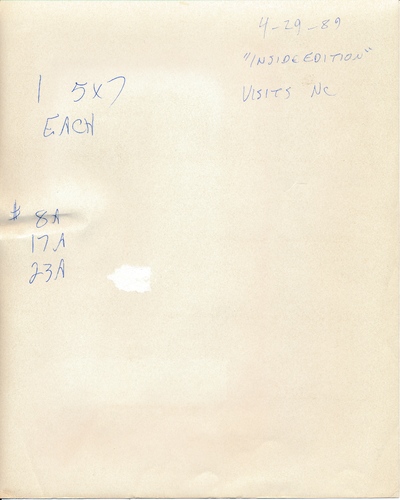 4-29-89
"INSIDE EDITION"
VISITS NC
1 5x7
EACH
# 8A
17A
23A